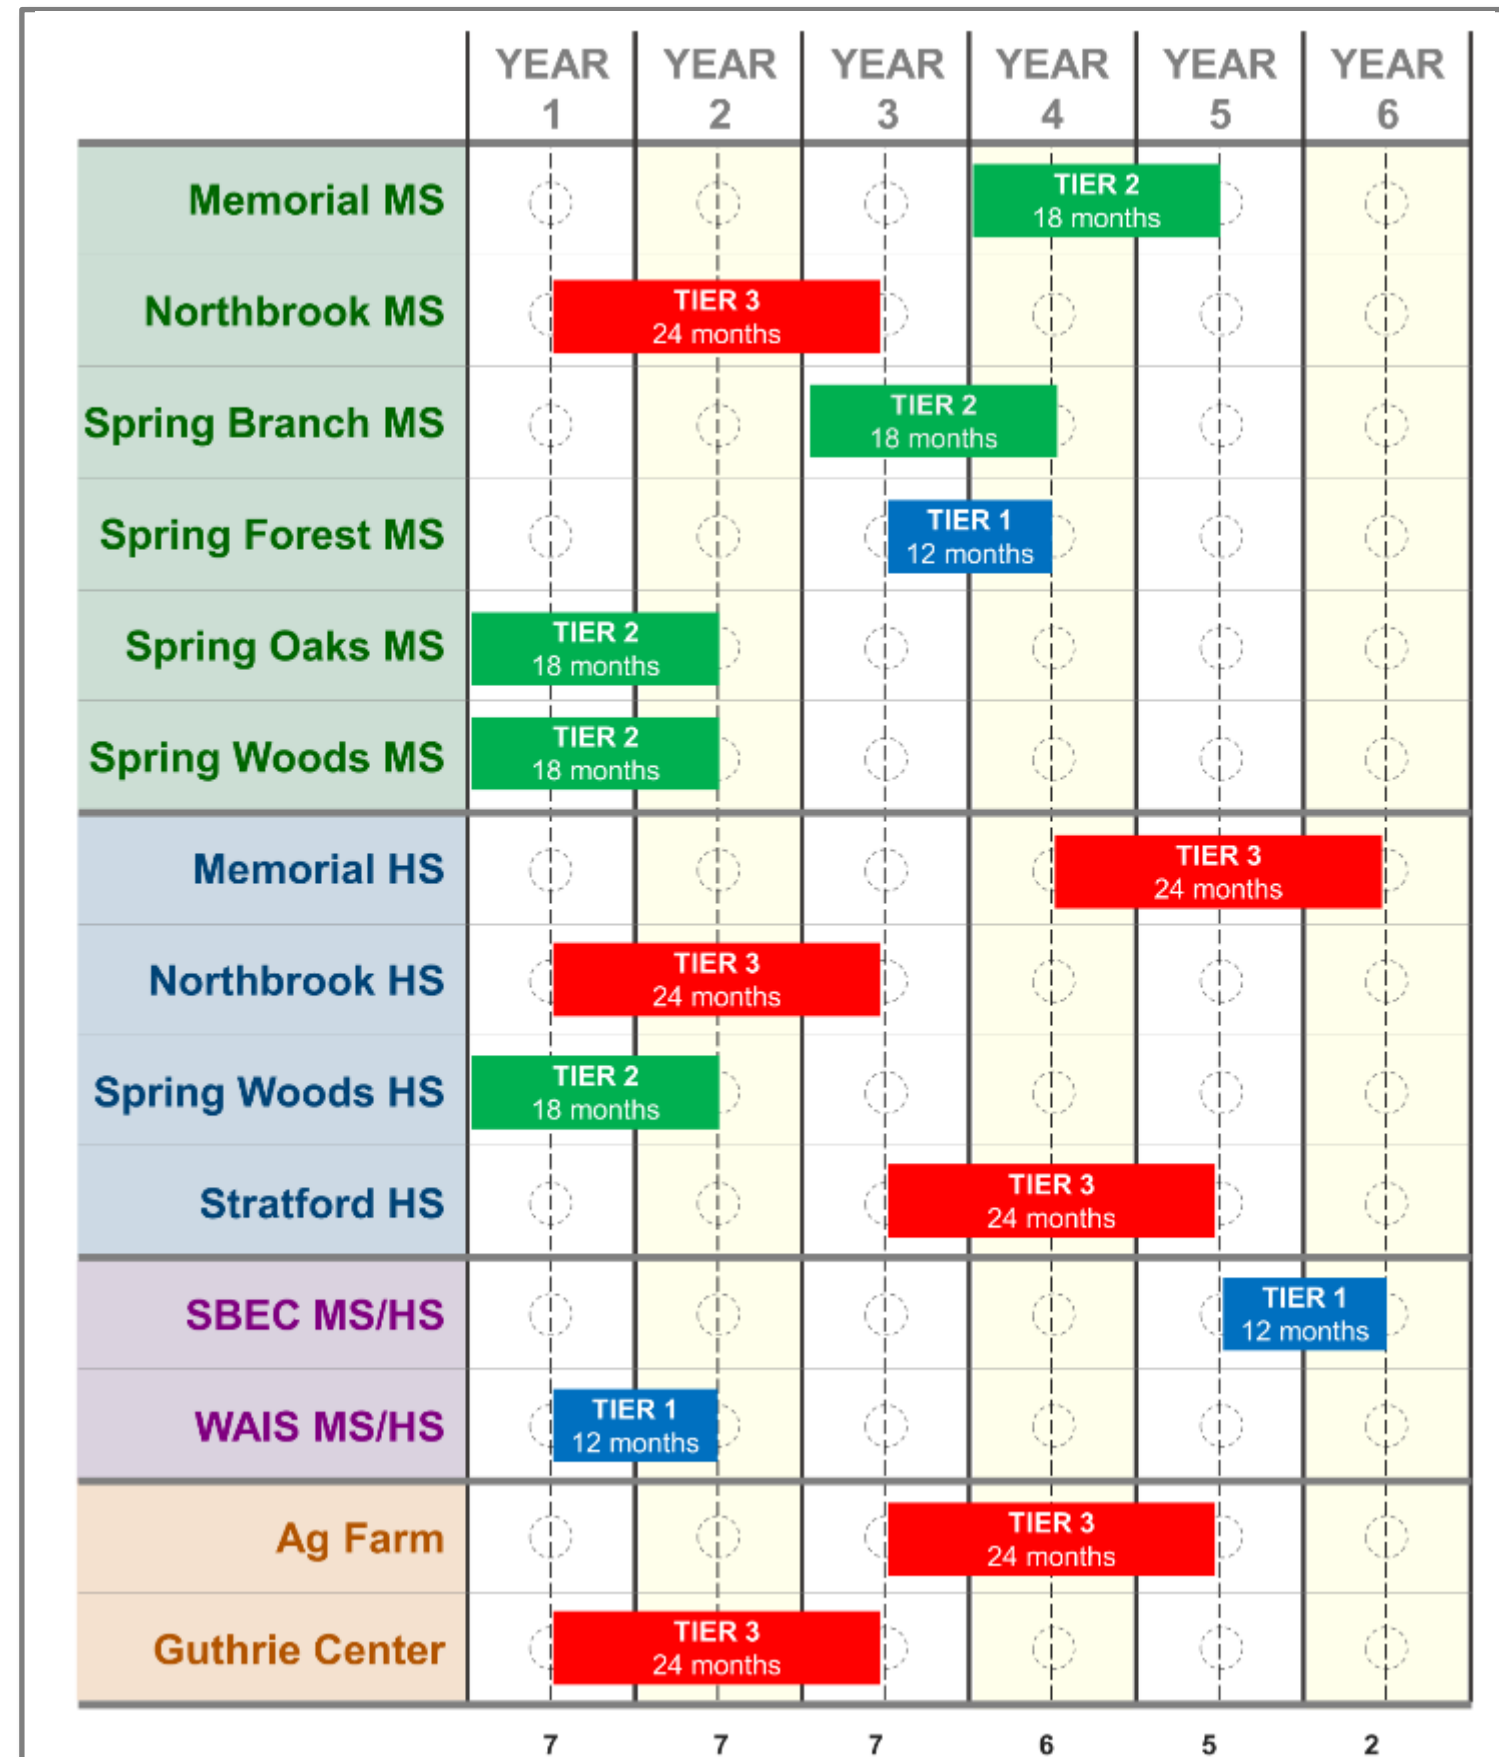 YEAR YEAR YEAR YEAR YEAR YEAR
1 2 3 4 5 6
Memorial MS
TIER 2
18 months
Northbrook MS
TIER 3
24 months
Spring Branch MS
TIER 2
18 months
Spring Forest MS
TIER 1
12 months
Spring Oaks MS
TIER 2
18 months
Spring Woods MS
TIER 2
18 months
Memorial HS
TIER 3
24 months
Northbrook HS
TIER 3
24 months
Spring Woods HS
TIER 2
18 months
Stratford HS
TIER 3
24 months
SBEC MS/HS
TIER 1
12 months
WAIS MS/HS
TIER 1
12 months
Ag Farm
TIER 3
24 months
Guthrie Center
TIER 3
24 months
7 7 7 6 5 2